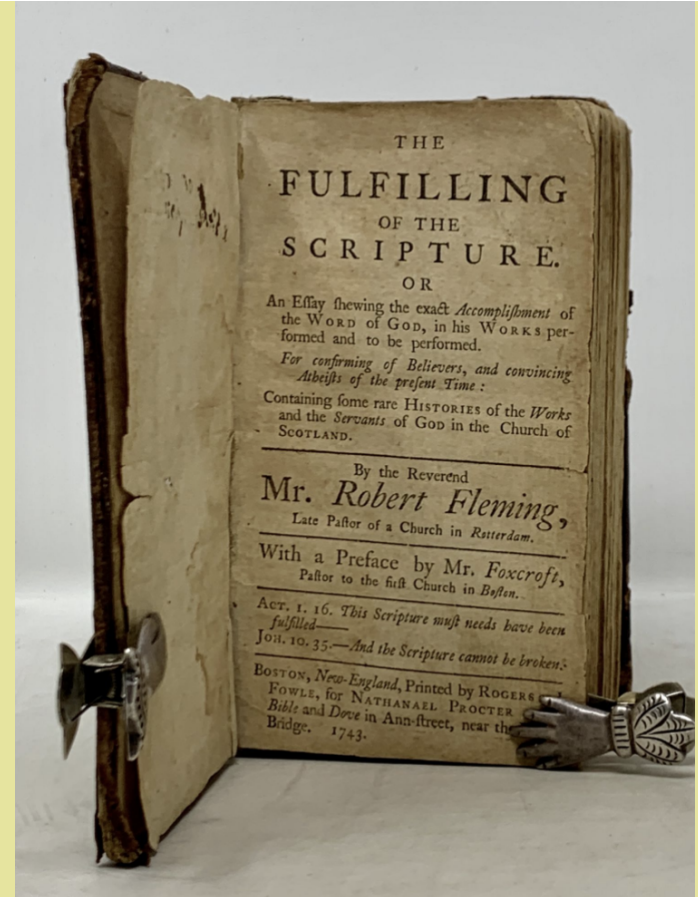 THE
FULFILLING
OF THE
SCRIPTURE.
OR
An Eſſay ſhewing the exact Accompliſhment of
the WORD of GOD, in his WORKS per-
formed and to be performed.
For confirming of Believers, and convincing
Atheiſts of the preſent Time :
Containing ſome rare HISTORIES of the Works
and the Servants of GOD in the Church of
SCOTLAND.
By the Reverend
Mr. Robert Fleming,
Late Paſtor of a Church in Rotterdam.
With a Preface by Mr. Foxcroft,
Paſtor to the firſt Church in Boſton.
ACT. 1. 16. This Scripture muſt needs have been
fulfilled——
JOH. 10. 35.—And the Scripture cannot be broken.
BOSTON, New-England, Printed by ROGERS
FOWLE, for NATHANAEL PROCTER
Bible and Dove in Ann-ſtreet, near the
Bridge. 1743.